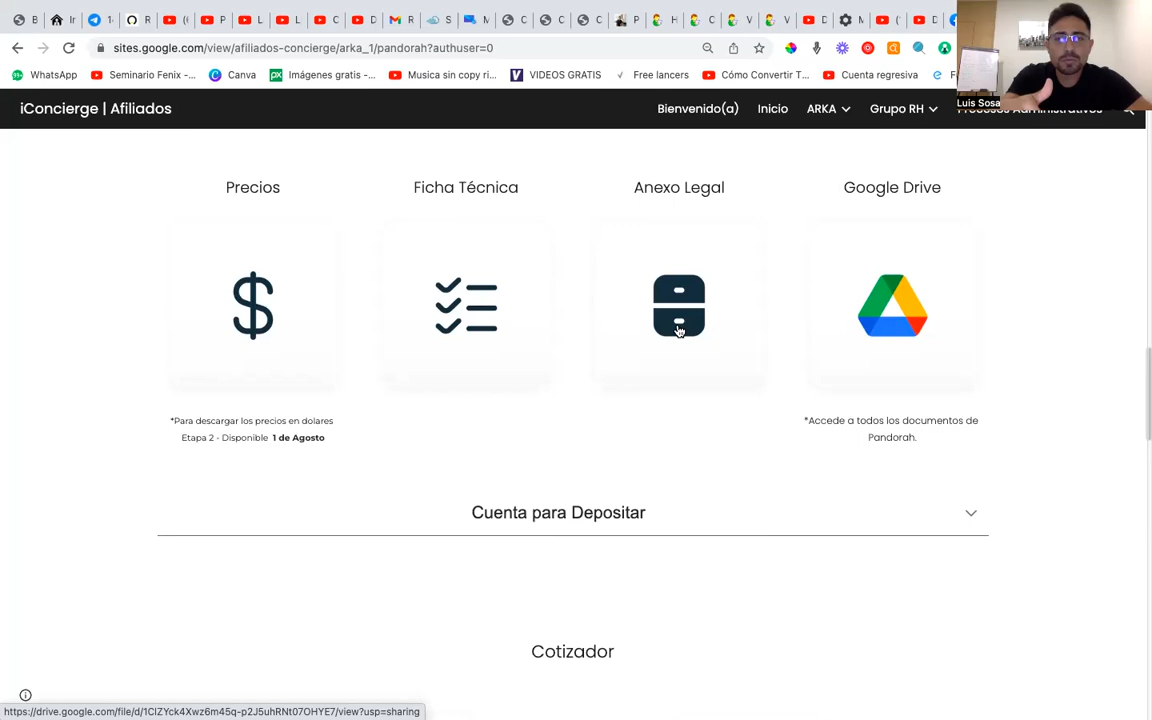 B
Ir
1
R
(
P
L
L
C
D
R
S
M
C
C
C
P
H
C
V
V
D
M
(
D
sites.google.com/view/afiliados-concierge/arka_1/pandorah?authuser=0
WhatsApp
Seminario Fenix -...
Canva
Imágenes gratis -...
Musica sin copy ri...
VIDEOS GRATIS
Free lancers
Cómo Convertir T...
Cuenta regresiva
iConcierge | Afiliados
Bienvenido(a)
Inicio
ARKA
Grupo RH
Procesos Administrativos
Luis Sosa
Precios
Ficha Técnica
Anexo Legal
Google Drive
*Para descargar los precios en dolares
Etapa 2 - Disponible 1 de Agosto
*Accede a todos los documentos de
Pandorah.
Cuenta para Depositar
Cotizador
https://drive.google.com/file/d/1ClZYck4Xwz6m45q-p2J5uhRNt07OHYE7/view?usp=sharing